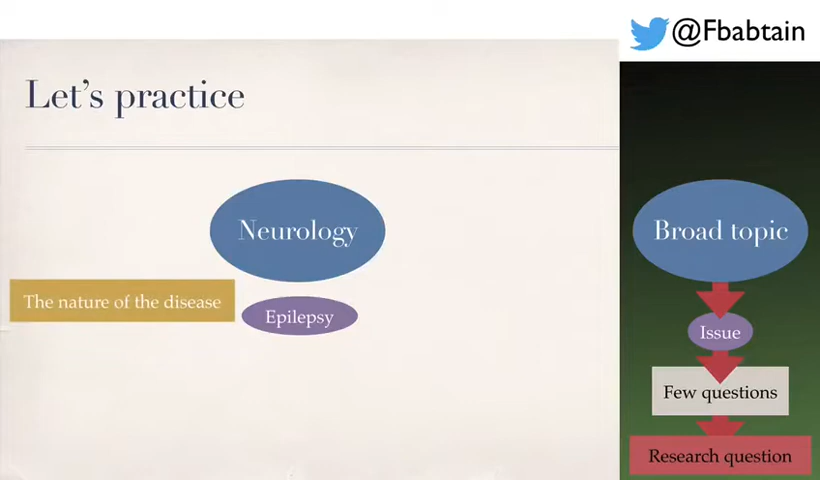 @Fbabtain
Let's practice
Neurology
The nature of the disease
Epilepsy
Broad topic
Issue
Few questions
Research question